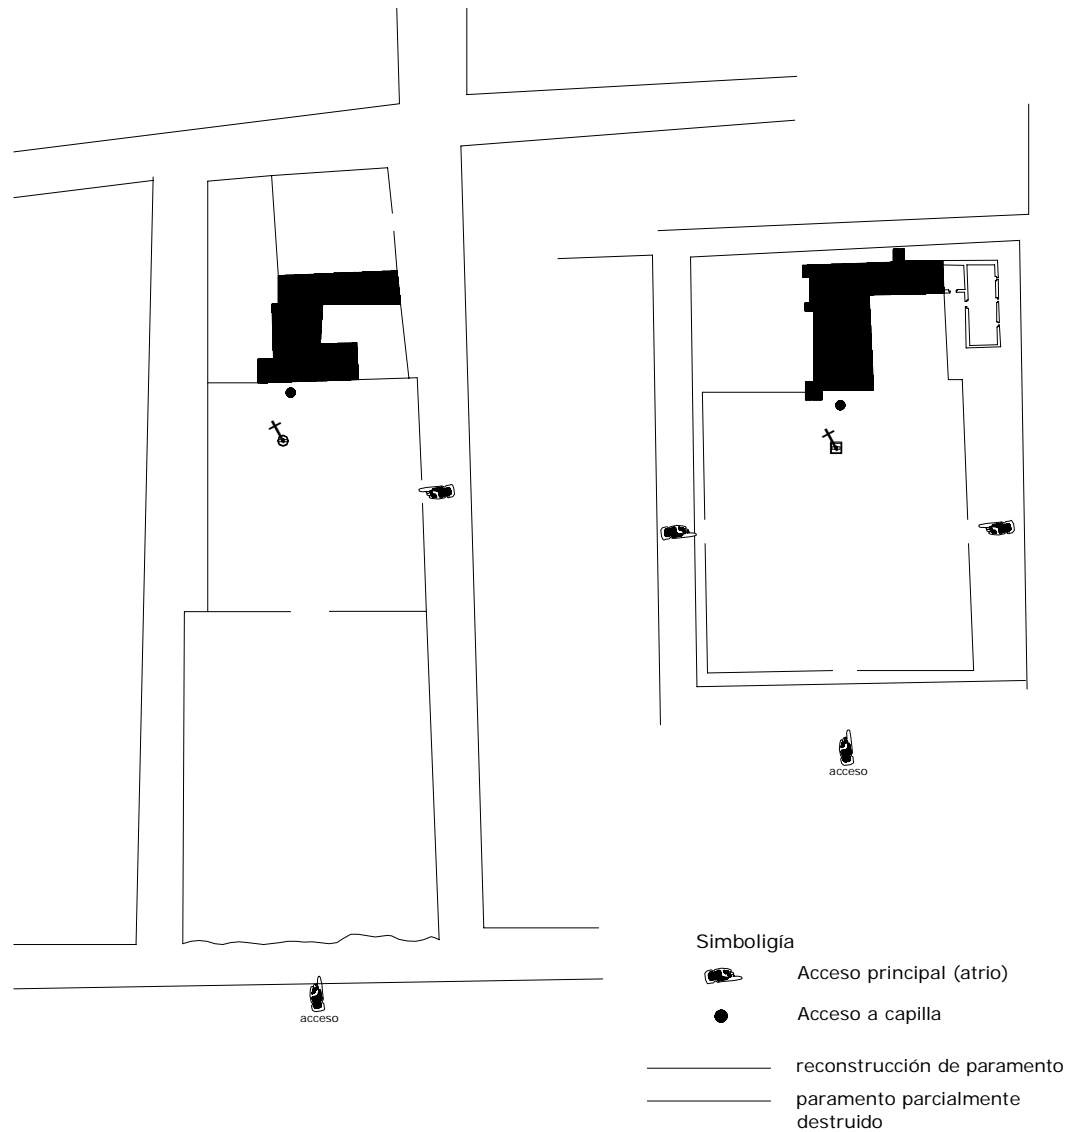 acceso
acceso
Simboligía
Acceso principal (atrio)
Acceso a capilla
reconstrucción de paramento
paramento parcialmente
destruido